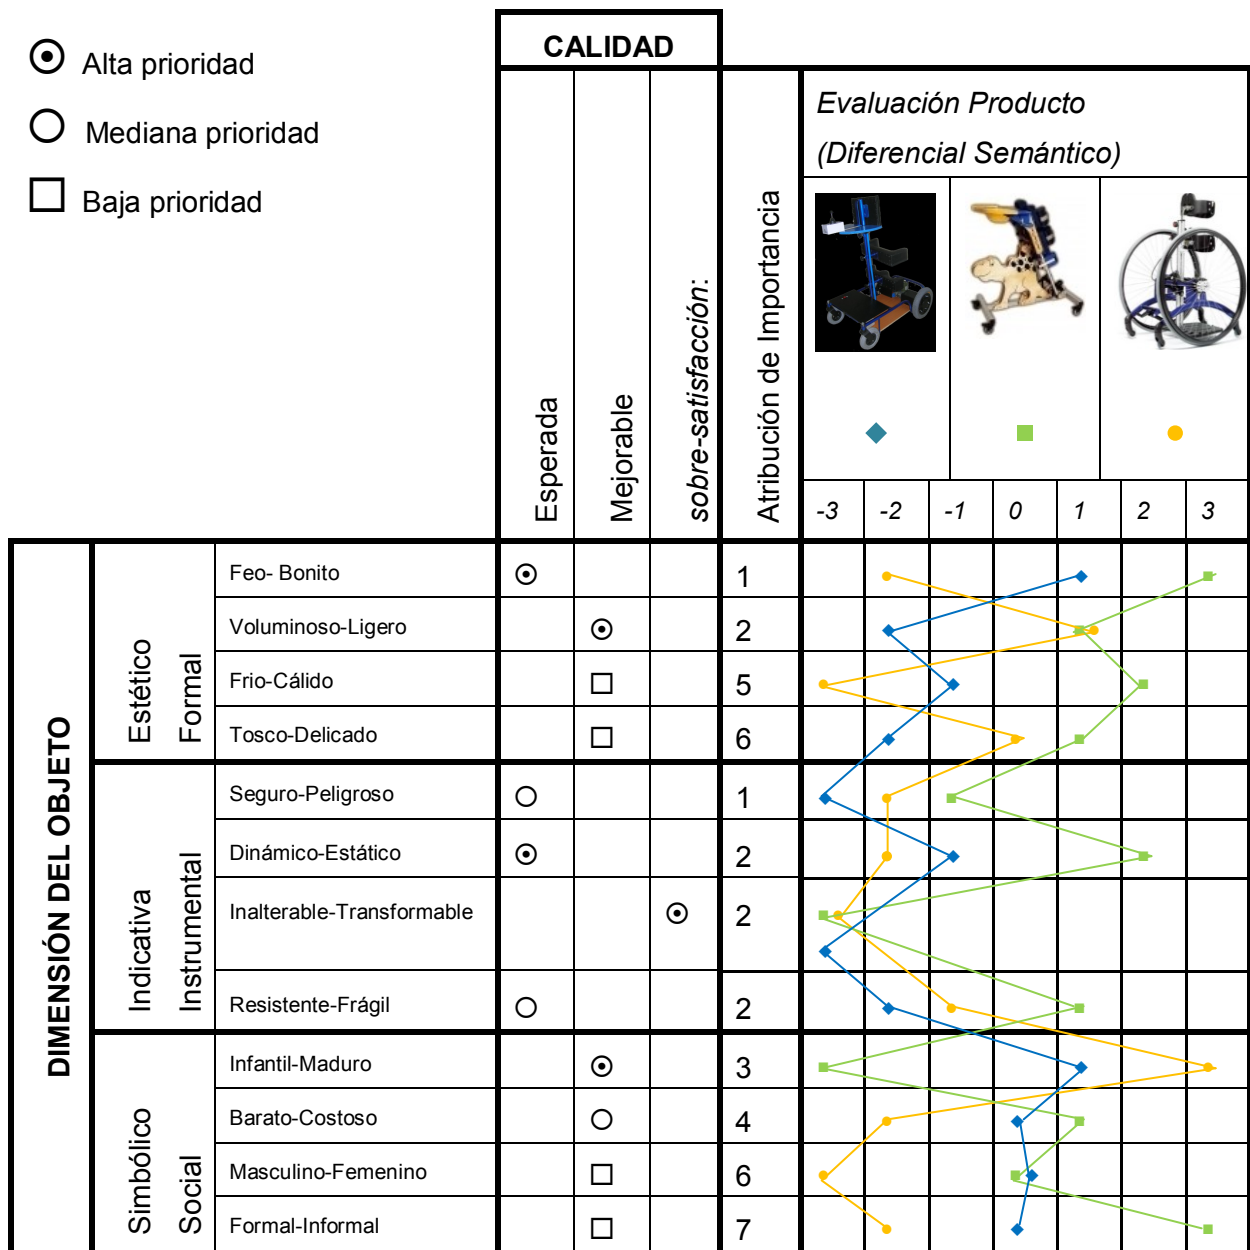 Alta prioridad
Mediana prioridad
Baja prioridad
CALIDAD
Esperada
Mejorable
sobre-satisfacción:
Atribución de Importancia
Evaluación Producto
(Diferencial Semántico)
-3 -2 -1 0 1 2 3
DIMENSIÓN DEL OBJETO
Estético
Formal
Feo- Bonito 1
Voluminoso-Ligero 2
Frio-Cálido 5
Tosco-Delicado 6
Indicativa
Instrumental
Seguro-Peligroso 1
Dinámico-Estático 2
Inalterable-Transformable 2
Resistente-Frágil 2
Simbólico
Social
Infantil-Maduro 3
Barato-Costoso 4
Masculino-Femenino 6
Formal-Informal 7